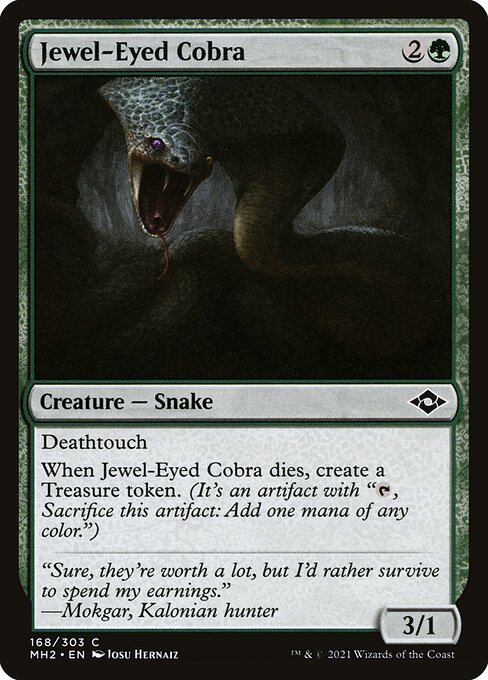 Jewel-Eyed Cobra 2
Creature — Snake
Deathtouch
When Jewel-Eyed Cobra dies, create a
Treasure token. (It's an artifact with “,
Sacrifice this artifact: Add one mana of any
color.”)
“Sure, they're worth a lot, but I'd rather survive
to spend my earnings.”
—Mokgar, Kalonian hunter
3/1
168/303 C
MH2 • EN Josu Hernaiz
™ & © 2021 Wizards of the Coast